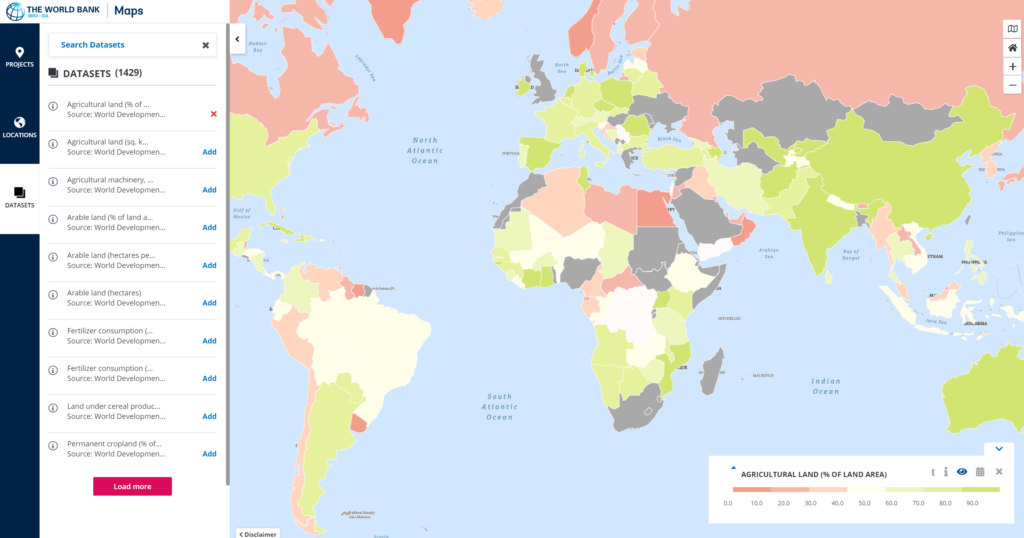 THE WORLD BANK
IBRD • IDA
Maps
PROJECTS
LOCATIONS
DATASETS
Search Datasets
DATASETS (1429)
Agricultural land (% of ...
Source: World Developmen...
Agricultural land (sq. k...
Source: World Developmen...
Add
Agricultural machinery, ...
Source: World Developmen...
Add
Arable land (% of land a...
Source: World Developmen...
Add
Arable land (hectares pe...
Source: World Developmen...
Add
Arable land (hectares)
Source: World Developmen...
Add
Fertilizer consumption (...
Source: World Developmen...
Add
Fertilizer consumption (...
Source: World Developmen...
Add
Land under cereal produc...
Source: World Developmen...
Add
Permanent cropland (% of...
Source: World Developmen...
Add
Load more
Hudson
Bay
Labrador Sea
North
Sea
North
Atlantic
Ocean
PORTUGAL
Black Sea
Gulf of
Mexico
Arabian
Sea
Bay of
Bengal
Philippine
Sea
Java Sea
SEYCHELLES
MAURITIUS
Indian
Ocean
South
Atlantic
Ocean
Disclaimer
AGRICULTURAL LAND (% OF LAND AREA)
0.0 10.0 30.0 40.0 50.0 60.0 70.0 80.0 90.0